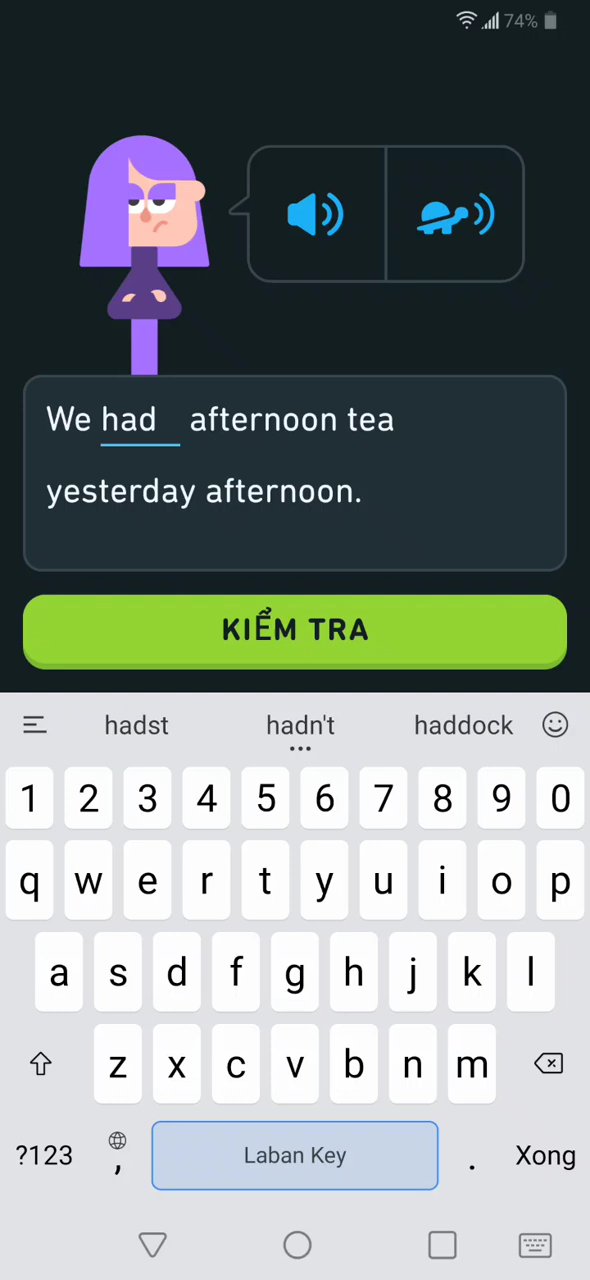 74%
We had afternoon tea
yesterday afternoon.
KIỂM TRA
hadst hadn't haddock
1 2 3 4 5 6 7 8 9 0
q w e r t y u i o p
a s d f g h j k l
z x c v b n m
?123 , Laban Key . Xong